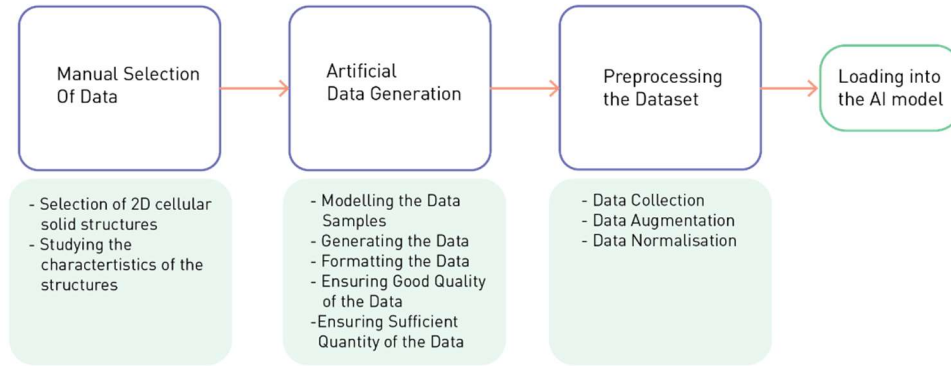 Manual Selection
Of Data
Artificial
Data Generation
Preprocessing
the Dataset
Loading into
the AI model
- Selection of 2D cellular
solid structures
- Studying the
charactertistics of the
structures
- Modelling the Data
Samples
- Generating the Data
- Formatting the Data
- Ensuring Good Quality
of the Data
-Ensuring Sufficient
Quantity of the Data
- Data Collection
- Data Augmentation
- Data Normalisation